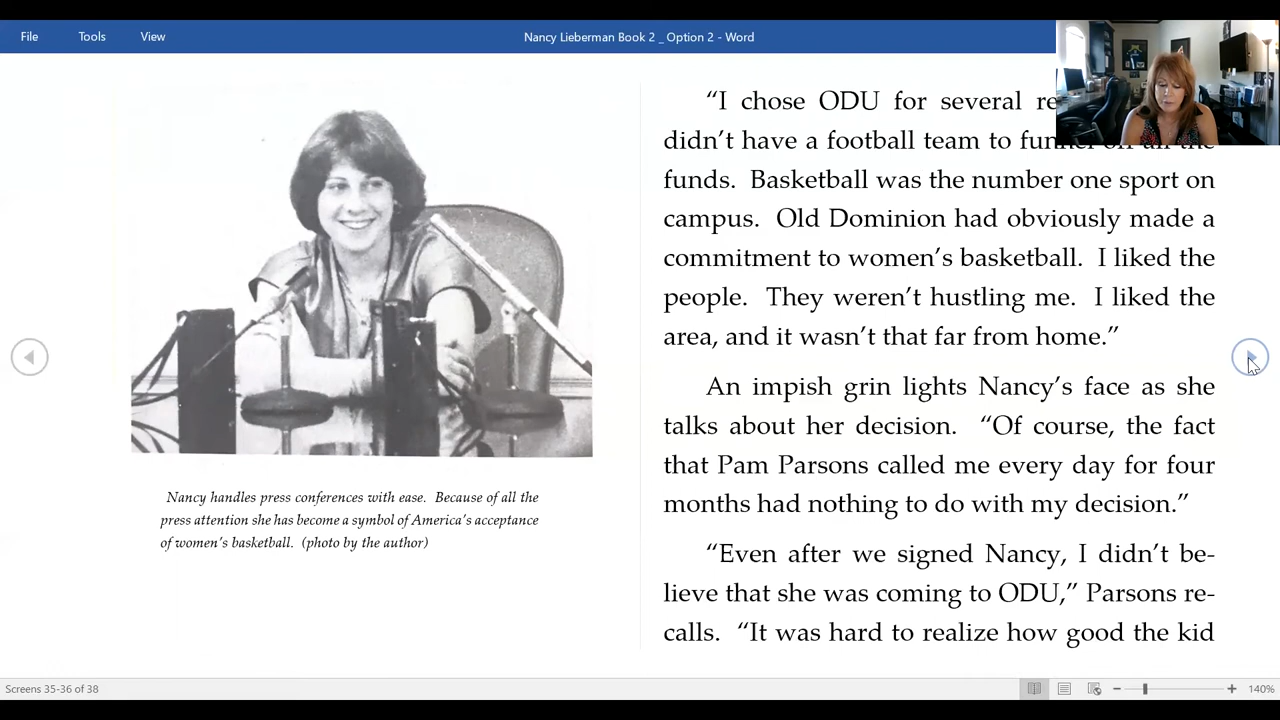 File Tools View Nancy Lieberman Book 2 _ Option 2 - Word
Nancy handles press conferences with ease. Because of all the
press attention she has become a symbol of America's acceptance
of women's basketball. (photo by the author)
“I chose ODU for several
didn’t have a football team to
funds. Basketball was the number one sport on
campus. Old Dominion had obviously made a
commitment to women’s basketball. I liked the
people. They weren’t hustling me. I liked the
area, and it wasn’t that far from home.”
An impish grin lights Nancy’s face as she
talks about her decision. “Of course, the fact
that Pam Parsons called me every day for four
months had nothing to do with my decision.”
“Even after we signed Nancy, I didn’t be-
lieve that she was coming to ODU,” Parsons re-
calls. “It was hard to realize how good the kid
Screens 35-36 of 38
140%